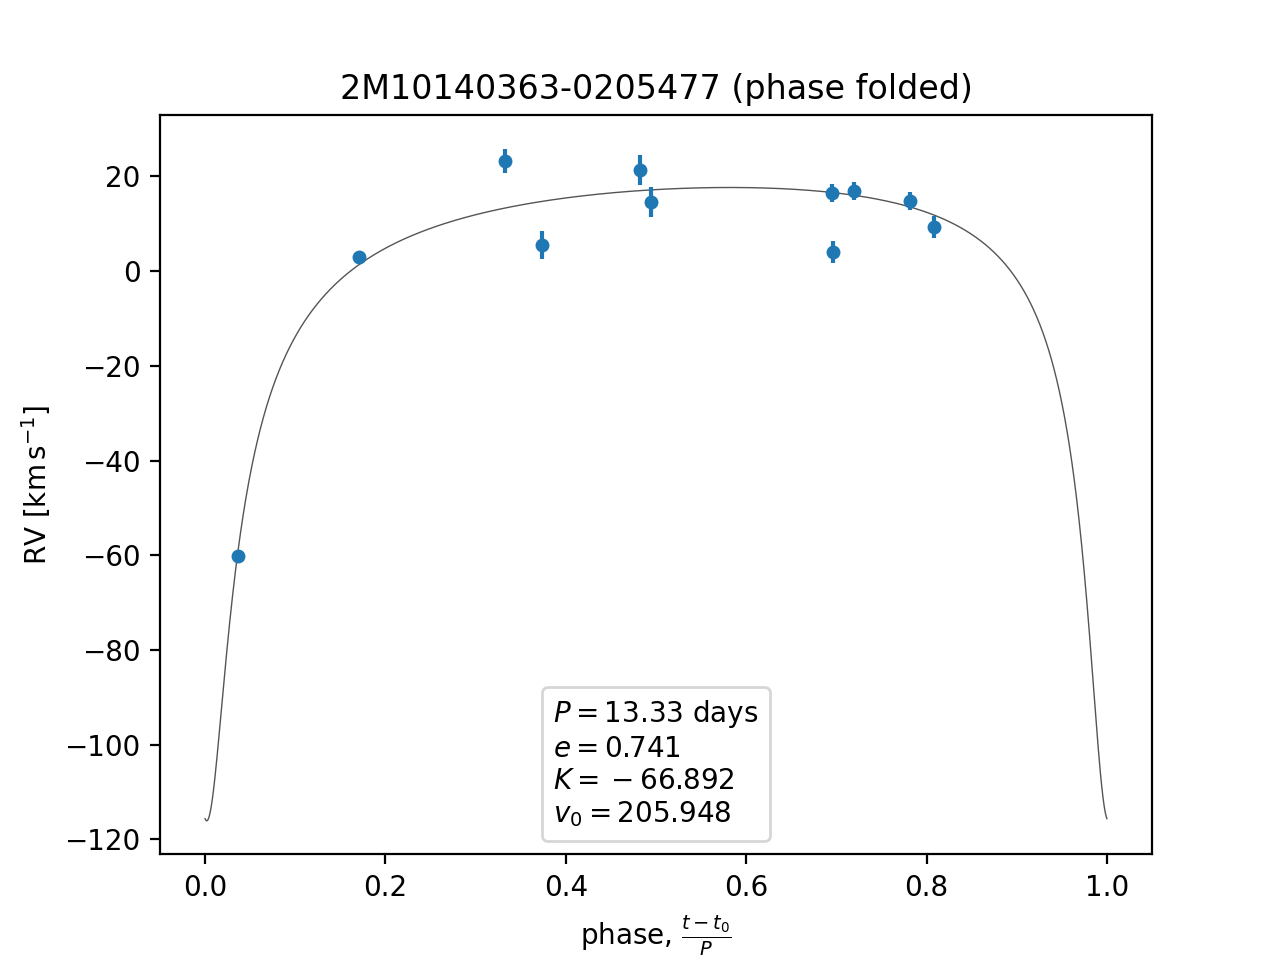 2M10140363-0205477 (phase folded)
RV [km s⁻¹]
20
0
−20
−40
−60
−80
−100
−120
P = 13.33 days
e = 0.741
K = −66.892
v₀ = 205.948
0.0 0.2 0.4 0.6 0.8 1.0
phase, (t − t₀)/P